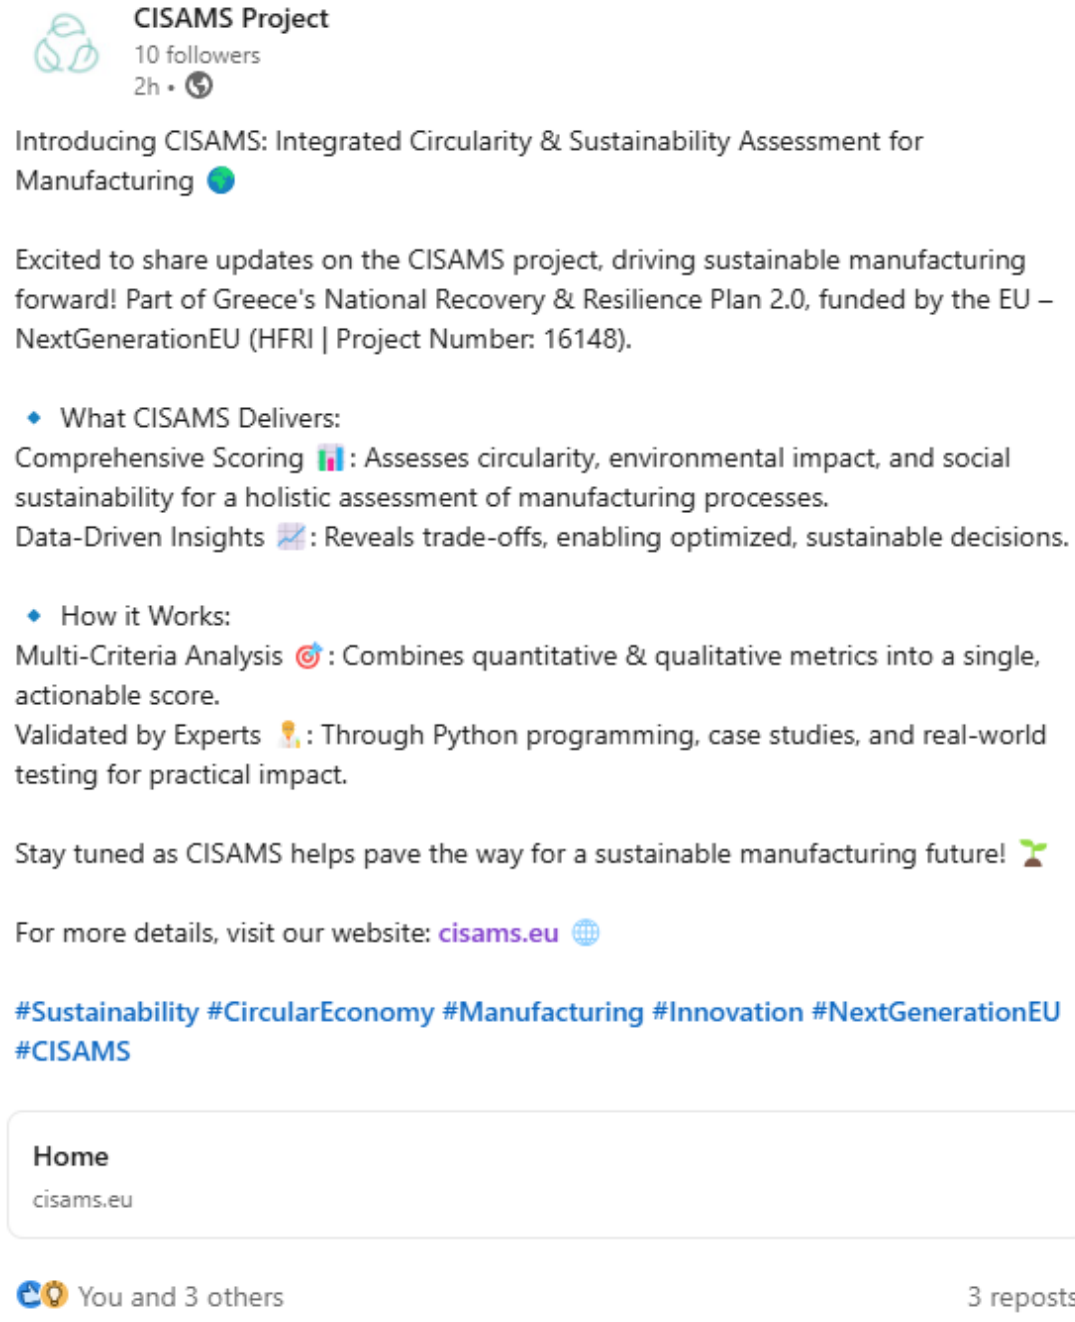 CISAMS Project
10 followers
2h •
Introducing CISAMS: Integrated Circularity & Sustainability Assessment for
Manufacturing 🌍
Excited to share updates on the CISAMS project, driving sustainable manufacturing
forward! Part of Greece's National Recovery & Resilience Plan 2.0, funded by the EU –
NextGenerationEU (HFRI | Project Number: 16148).
🔹 What CISAMS Delivers:
Comprehensive Scoring 📊: Assesses circularity, environmental impact, and social
sustainability for a holistic assessment of manufacturing processes.
Data-Driven Insights 📈: Reveals trade-offs, enabling optimized, sustainable decisions.
🔹 How it Works:
Multi-Criteria Analysis 🎯: Combines quantitative & qualitative metrics into a single,
actionable score.
Validated by Experts 👨‍🔬: Through Python programming, case studies, and real-world
testing for practical impact.
Stay tuned as CISAMS helps pave the way for a sustainable manufacturing future! 🌱
For more details, visit our website: cisams.eu 🌐
#Sustainability #CircularEconomy #Manufacturing #Innovation #NextGenerationEU
#CISAMS
Home
cisams.eu
You and 3 others
3 reposts